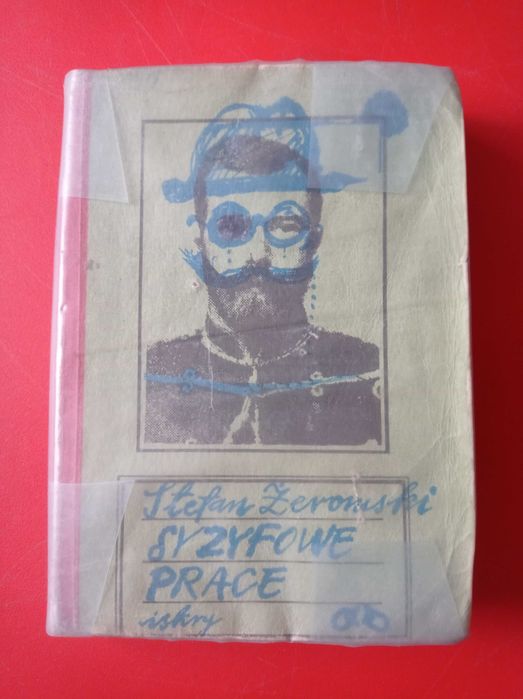 Stefan Żeromski
SYZYFOWE
PRACE
iskry